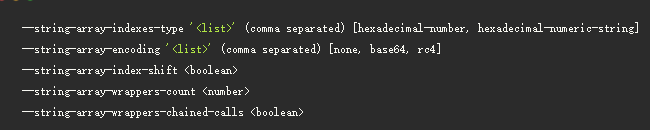 --string-array-indexes-type '<list>' (comma separated) [hexadecimal-number, hexadecimal-numeric-string]
--string-array-encoding '<list>' (comma separated) [none, base64, rc4]
--string-array-index-shift <boolean>
--string-array-wrappers-count <number>
--string-array-wrappers-chained-calls <boolean>